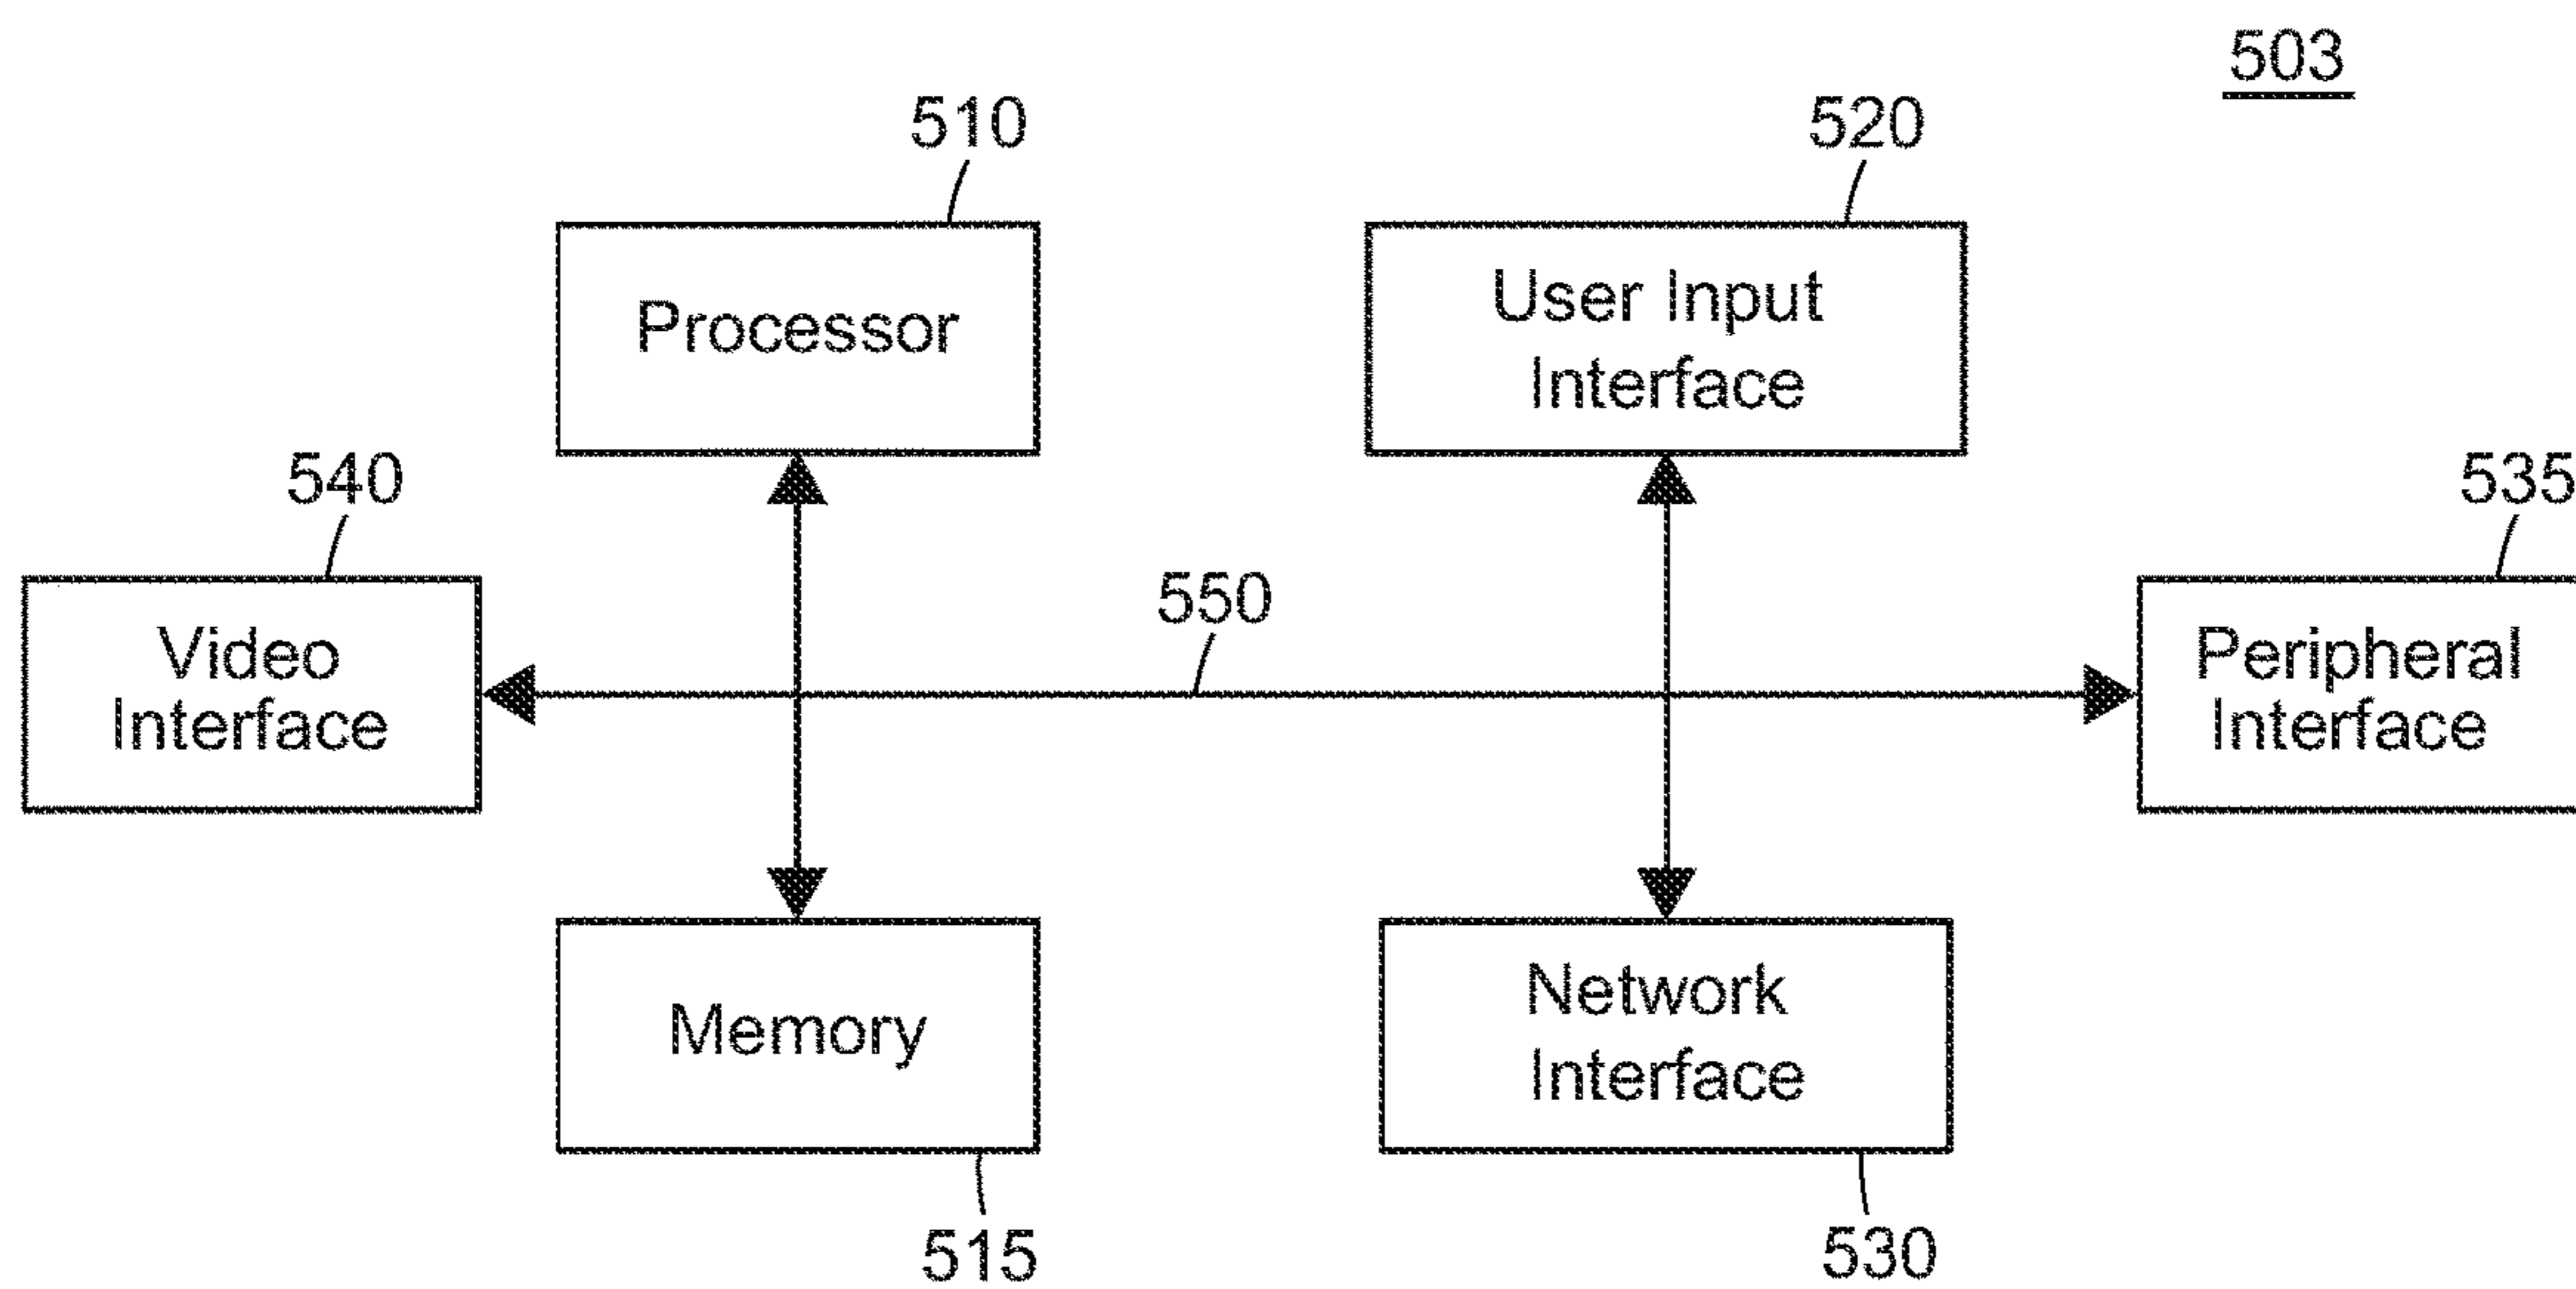 503
510
520
Processor
User Input
Interface
540
535
550
Video
Interface
Peripheral
Interface
Memory
Network
Interface
515
530